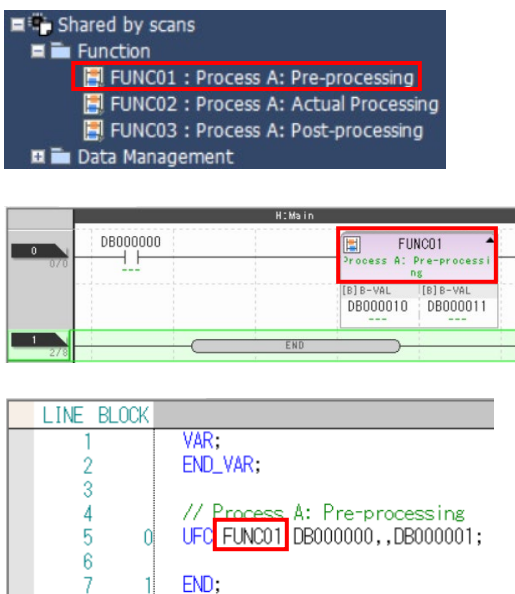 Shared by scans
Function
FUNC01 : Process A: Pre-processing
FUNC02 : Process A: Actual Processing
FUNC03 : Process A: Post-processing
Data Management
H:Main
0
0/0
DB000000
---
FUNC01
Process A: Pre-processi
ng
[B]B-VAL [B]B-VAL
DB000010 DB000011
--- ---
1
2/8
END
LINE BLOCK
1 VAR;
2 END_VAR;
3
4 // Process A: Pre-processing
5 0 UFC FUNC01 DB000000,,DB000001;
6
7 1 END;